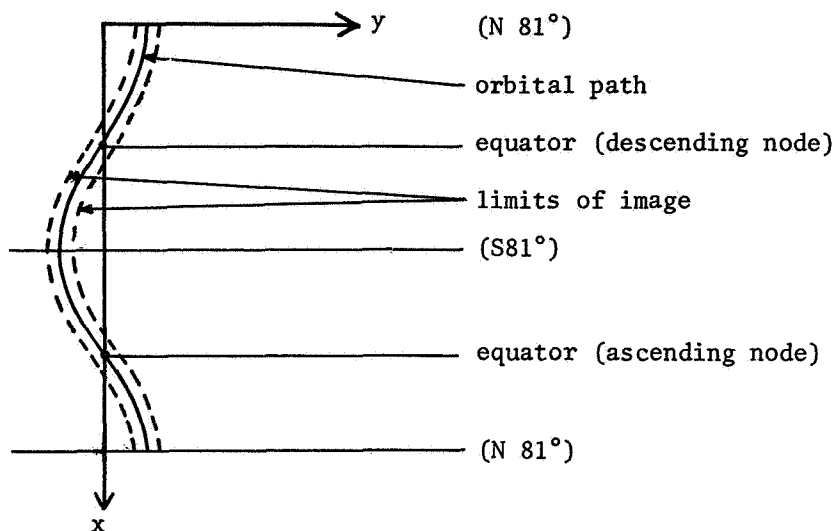 y
(N 81°)
orbital path
equator (descending node)
limits of image
(S81°)
equator (ascending node)
(N 81°)
x